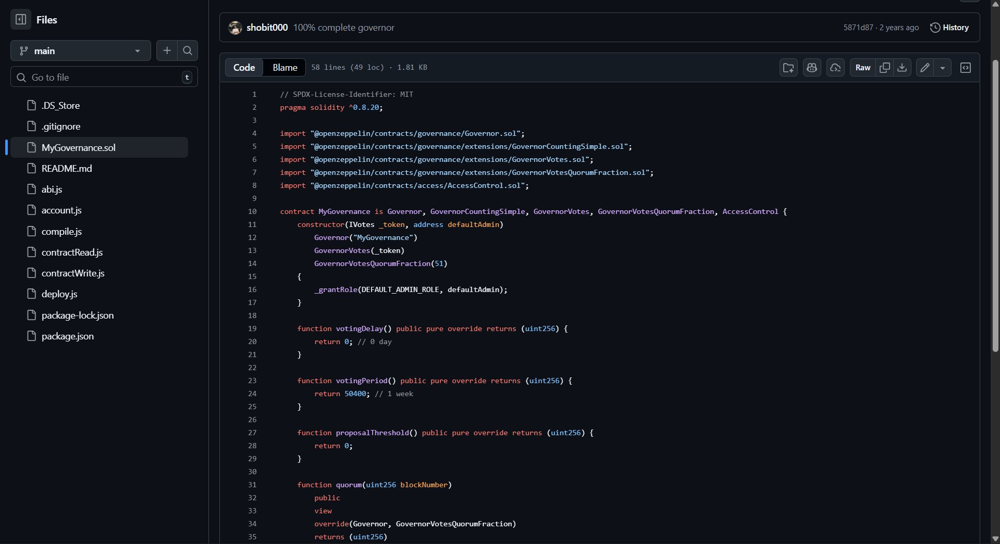 Files
main
Go to file
t
.DS_Store
.gitignore
MyGovernance.sol
README.md
abi.js
account.js
compile.js
contractRead.js
contractWrite.js
deploy.js
package-lock.json
package.json
shobit000 100% complete governor 5871d87 · 2 years ago History
Code Blame 58 lines (49 loc) · 1.81 KB Raw
1 // SPDX-License-Identifier: MIT
2 pragma solidity ^0.8.20;
3
4 import "@openzeppelin/contracts/governance/Governor.sol";
5 import "@openzeppelin/contracts/governance/extensions/GovernorCountingSimple.sol";
6 import "@openzeppelin/contracts/governance/extensions/GovernorVotes.sol";
7 import "@openzeppelin/contracts/governance/extensions/GovernorVotesQuorumFraction.sol";
8 import "@openzeppelin/contracts/access/AccessControl.sol";
9
10 contract MyGovernance is Governor, GovernorCountingSimple, GovernorVotes, GovernorVotesQuorumFraction, AccessControl {
11     constructor(IVotes _token, address defaultAdmin)
12         Governor("MyGovernance")
13         GovernorVotes(_token)
14         GovernorVotesQuorumFraction(51)
15     {
16         _grantRole(DEFAULT_ADMIN_ROLE, defaultAdmin);
17     }
18
19     function votingDelay() public pure override returns (uint256) {
20         return 0; // 0 day
21     }
22
23     function votingPeriod() public pure override returns (uint256) {
24         return 50400; // 1 week
25     }
26
27     function proposalThreshold() public pure override returns (uint256) {
28         return 0;
29     }
30
31     function quorum(uint256 blockNumber)
32         public
33         view
34         override(Governor, GovernorVotesQuorumFraction)
35         returns (uint256)